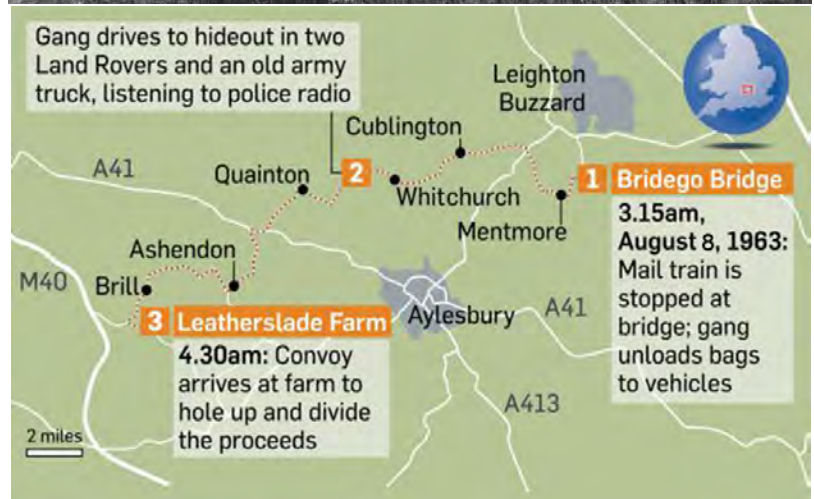 Gang drives to hideout in two
Land Rovers and an old army
truck, listening to police radio
Leighton
Buzzard
Cublington
A41
Quainton
2
Whitchurch
1 Bridego Bridge
Mentmore
3.15am,
August 8, 1963:
Mail train is
stopped at
bridge; gang
unloads bags
to vehicles
Ashendon
M40
Brill
3 Leatherslade Farm
4.30am: Convoy
arrives at farm to
hole up and divide
the proceeds
Aylesbury
A41
A413
2 miles